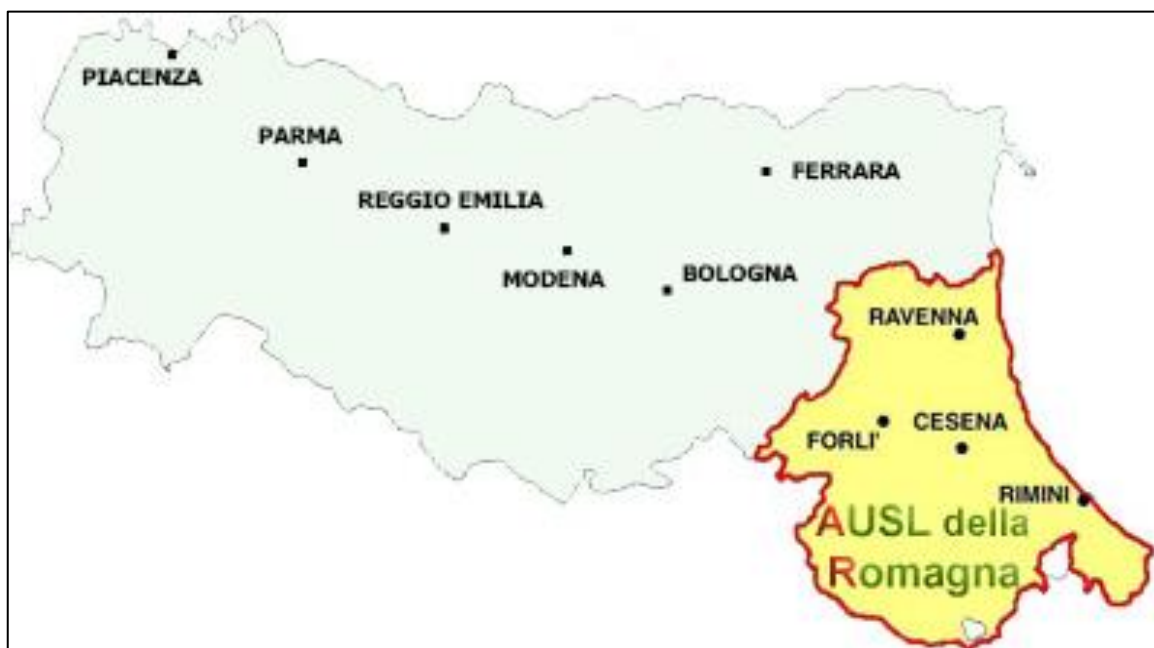 PIACENZA
PARMA
FERRARA
REGGIO EMILIA
MODENA
BOLOGNA
RAVENNA
FORLI'
CESENA
RIMINI
AUSL della
Romagna